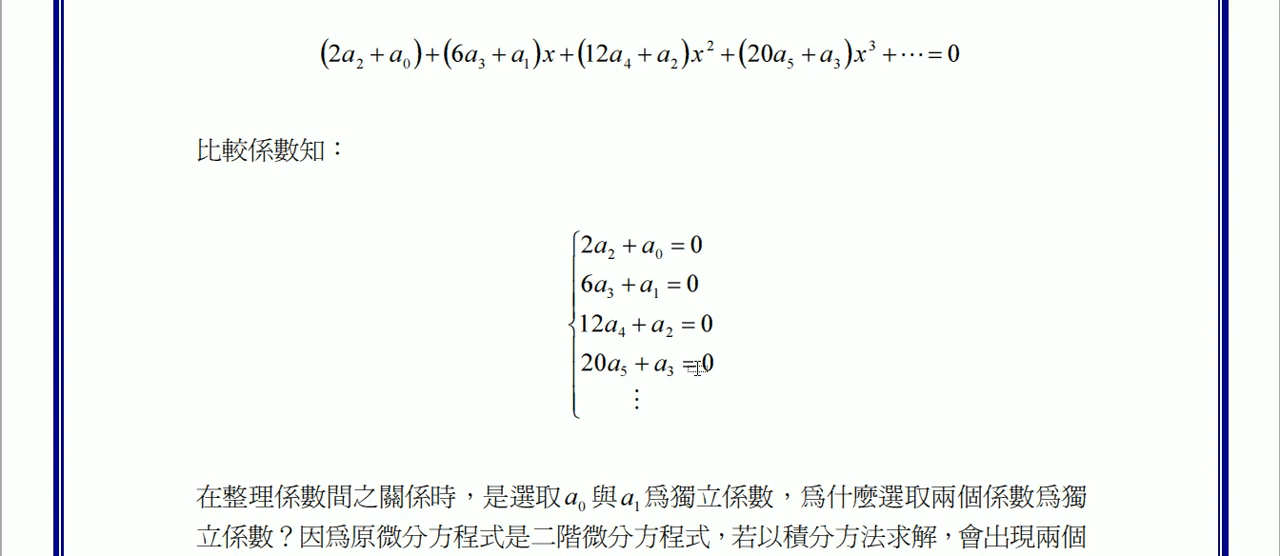 (2a₂ + a₀) + (6a₃ + a₁)x + (12a₄ + a₂)x² + (20a₅ + a₃)x³ + ⋯ = 0
比較係數知：
2a₂ + a₀ = 0
6a₃ + a₁ = 0
12a₄ + a₂ = 0
20a₅ + a₃ = 0
⋮
在整理係數間之關係時，是選取a₀與a₁為獨立係數，為什麼選取兩個係數為獨
立係數？因為原微分方程式是二階微分方程式，若以積分方法求解，會出現兩個